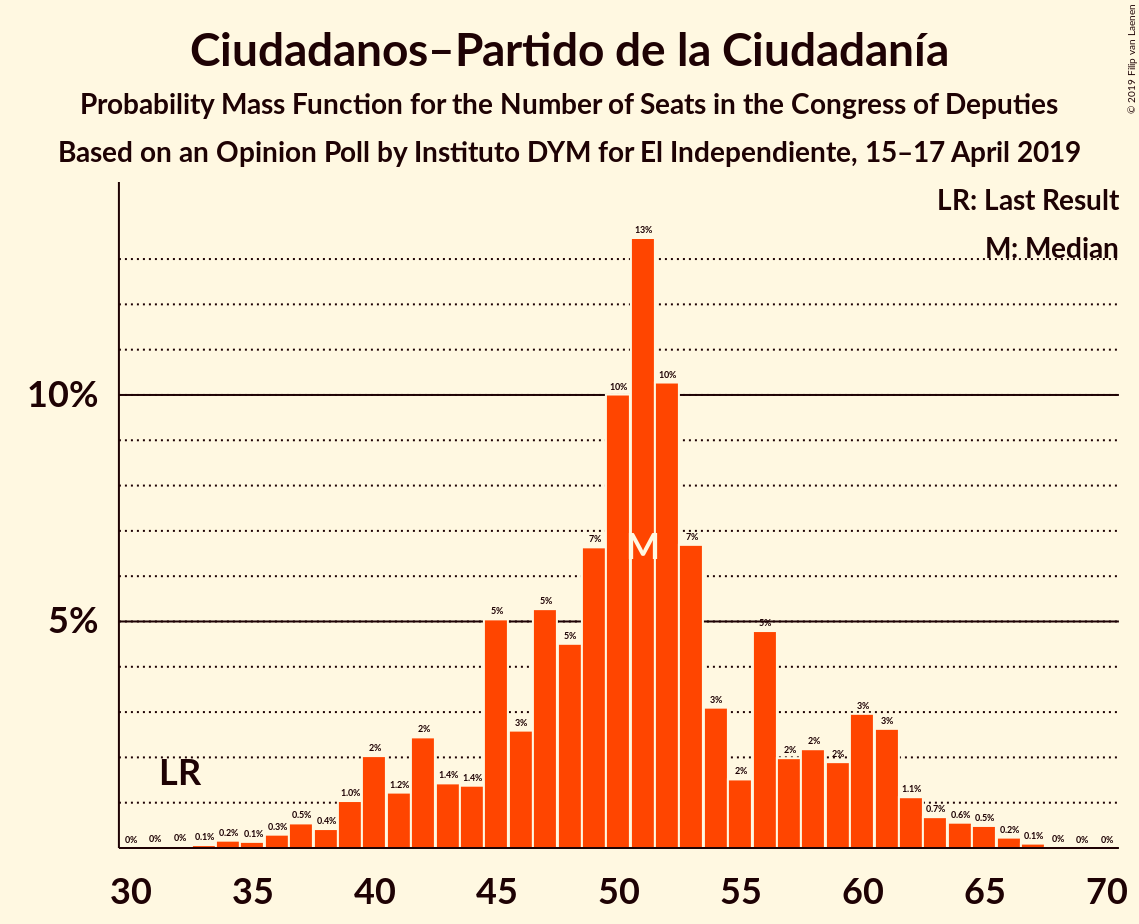 Ciudadanos–Partido de la Ciudadanía
Probability Mass Function for the Number of Seats in the Congress of Deputies
Based on an Opinion Poll by Instituto DYM for El Independiente, 15–17 April 2019
© 2019 Filip van Laenen
LR: Last Result
M: Median
10%
5%
LR
M
0% 0% 0% 0.1% 0.2% 0.1% 0.3% 0.5% 0.4% 1.0% 2% 1.2% 2% 1.4% 1.4% 5% 3% 5% 5% 7% 10% 13% 10% 7% 3% 2% 5% 2% 2% 2% 3% 3% 1.1% 0.7% 0.6% 0.5% 0.2% 0.1% 0% 0% 0%
30 35 40 45 50 55 60 65 70